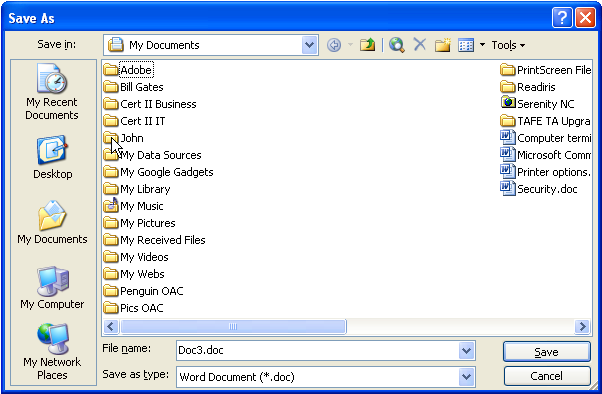 Save As
Save in:
My Documents
Tools
My Recent
Documents
Desktop
My Documents
My Computer
My Network
Places
Adobe
Bill Gates
Cert II Business
Cert II IT
John
My Data Sources
My Google Gadgets
My Library
My Music
My Pictures
My Received Files
My Videos
My Webs
Penguin OAC
Pics OAC
PrintScreen File
Readiris
Serenity NC
TAFE TA Upgra
Computer termi
Microsoft Comm
Printer options.
Security.doc
File name:
Doc3.doc
Save
Save as type:
Word Document (*.doc)
Cancel